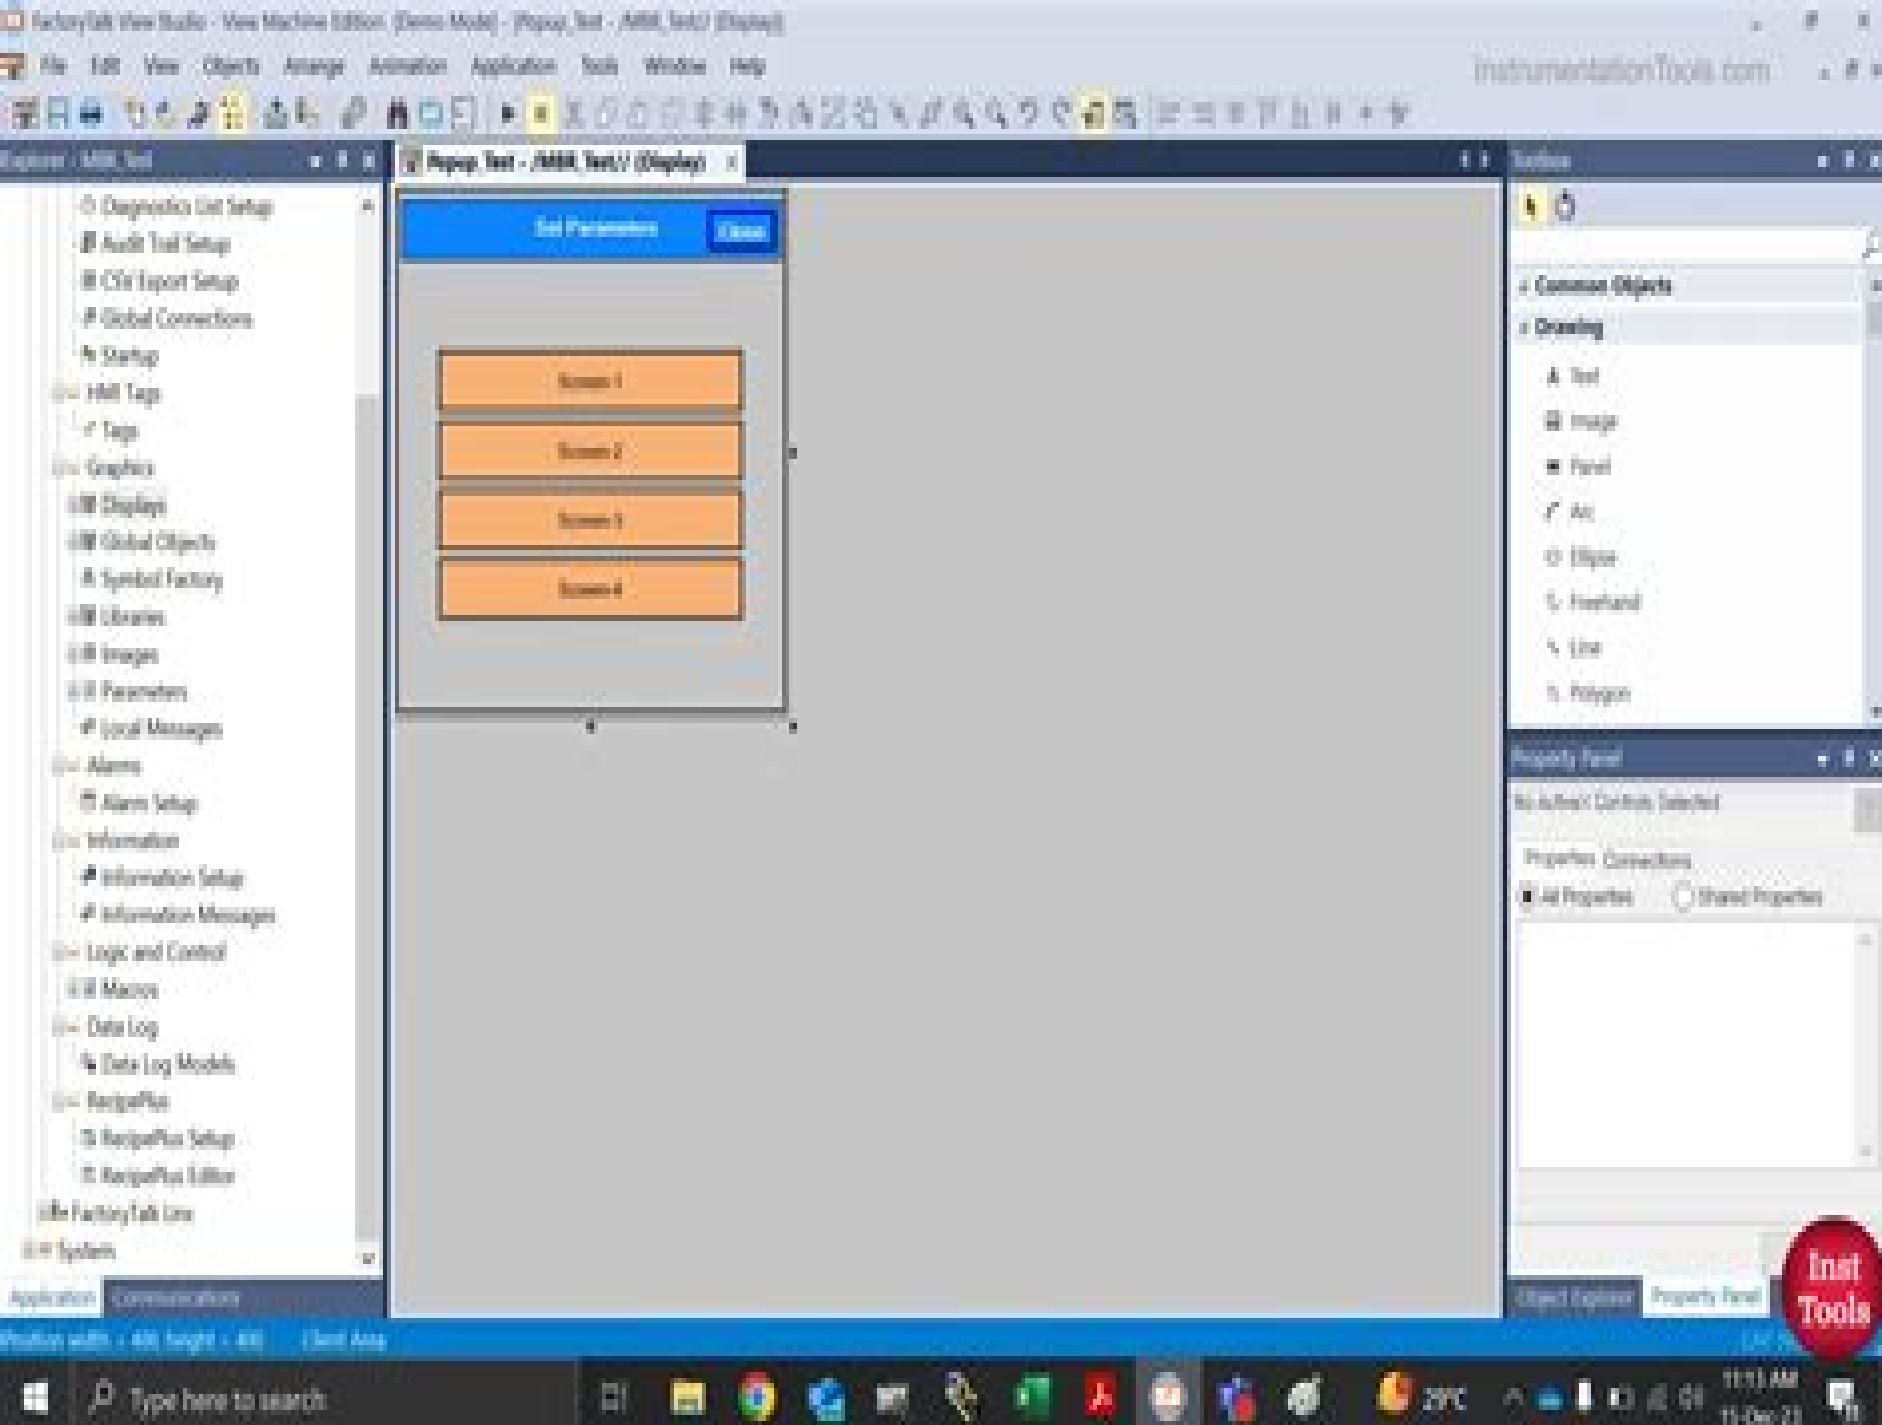 FactoryTalk View Studio - View Machine Edition (Demo Mode) - [Popup_Test - /MBR_Test// (Display)]
File Edit View Objects Arrange Animation Application Tools Window Help
InstrumentationTools.com
Explorer - MBR_Test
Popup_Test - /MBR_Test// (Display)
Toolbox
Diagnostics List Setup
Audit Trail Setup
CSV Export Setup
Global Connections
Startup
HMI Tags
Tags
Graphics
Displays
Global Objects
Symbol Factory
Libraries
Images
Parameters
Local Messages
Alarms
Alarm Setup
Information
Information Setup
Information Messages
Logic and Control
Macros
Data Log
Data Log Models
RecipePlus
RecipePlus Setup
RecipePlus Editor
FactoryTalk Linx
System
Application Communications
Set Parameters
Close
Screen 1
Screen 2
Screen 3
Screen 4
Common Objects
Drawing
Text
Image
Panel
Arc
Ellipse
Freehand
Line
Polygon
Property Panel
No ActiveX Controls Selected
Properties Connections
All Properties Shared Properties
Object Explorer Property Panel
Inst
Tools
Client Area
Type here to search
29°C
11:13 AM